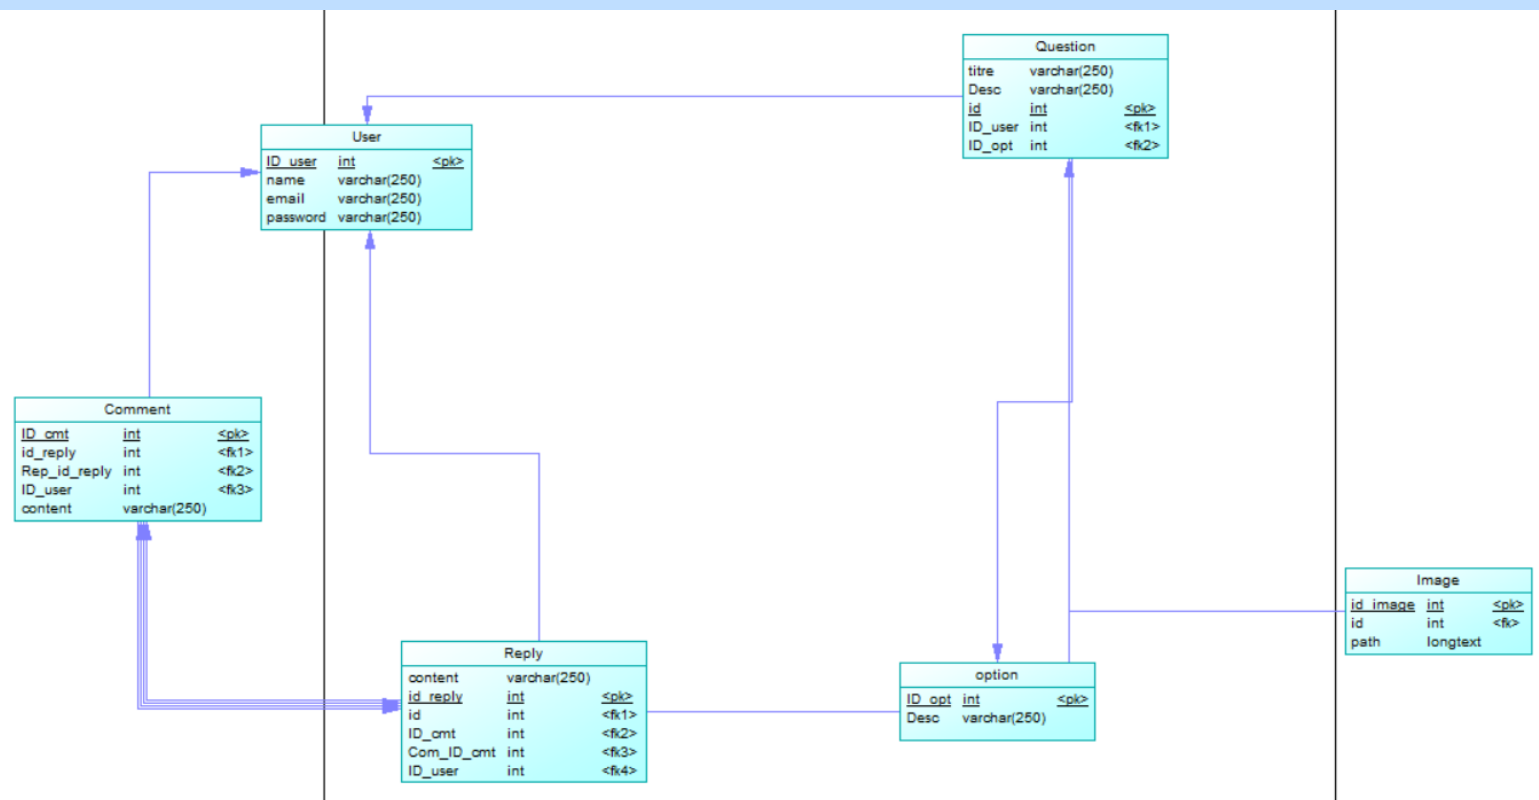 Question
titre varchar(250)
Desc varchar(250)
id int <pk>
ID_user int <fk1>
ID_opt int <fk2>
User
ID_user int <pk>
name varchar(250)
email varchar(250)
password varchar(250)
Comment
ID_cmt int <pk>
id_reply int <fk1>
Rep_id_reply int <fk2>
ID_user int <fk3>
content varchar(250)
Image
id_image int <pk>
id int <fk>
path longtext
Reply
content varchar(250)
id_reply int <pk>
id int <fk1>
ID_cmt int <fk2>
Com_ID_cmt int <fk3>
ID_user int <fk4>
option
ID_opt int <pk>
Desc varchar(250)